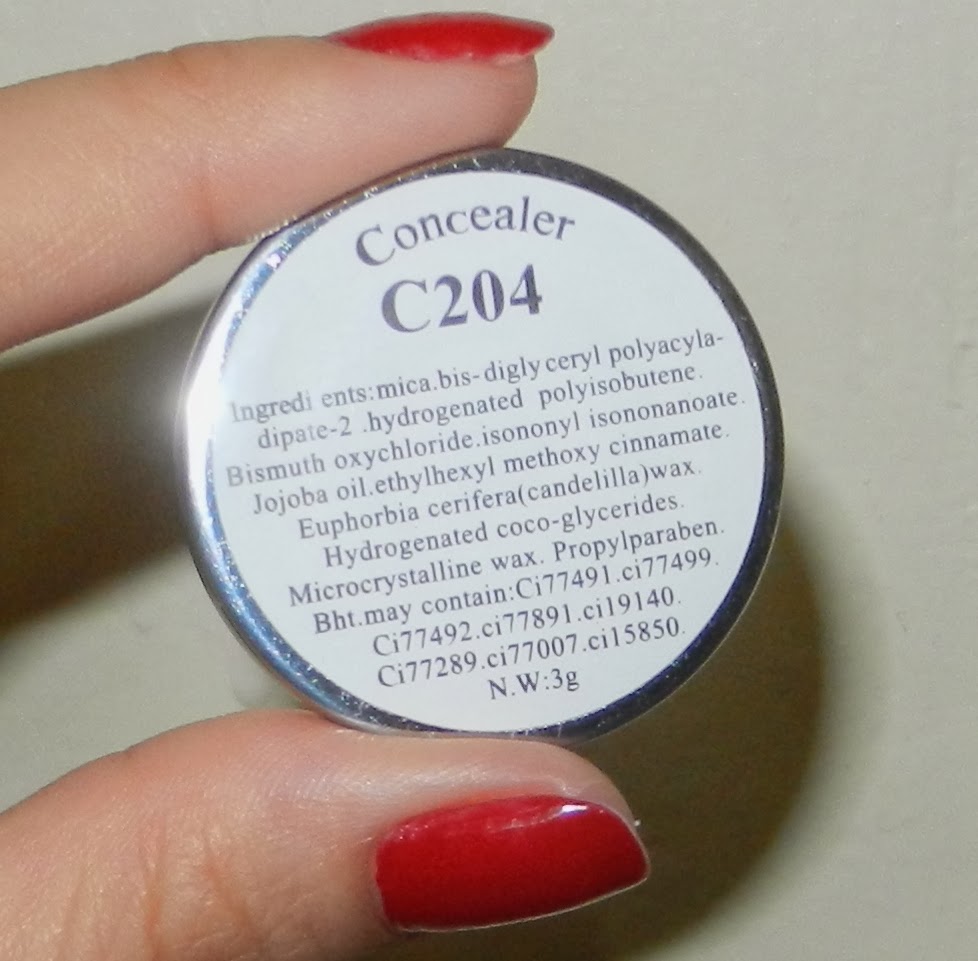 Concealer
C204
Ingredi ents:mica.bis-diglyceryl polyacyla-
dipate-2 .hydrogenated polyisobutene.
Bismuth oxychloride.isononyl isononanoate.
Jojoba oil.ethylhexyl methoxy cinnamate.
Euphorbia cerifera(candelilla)wax.
Hydrogenated coco-glycerides.
Microcrystalline wax. Propylparaben.
Bht.may contain:Ci77491.ci77499.
Ci77492.ci77891.ci19140.
Ci77289.ci77007.ci15850.
N.W:3g